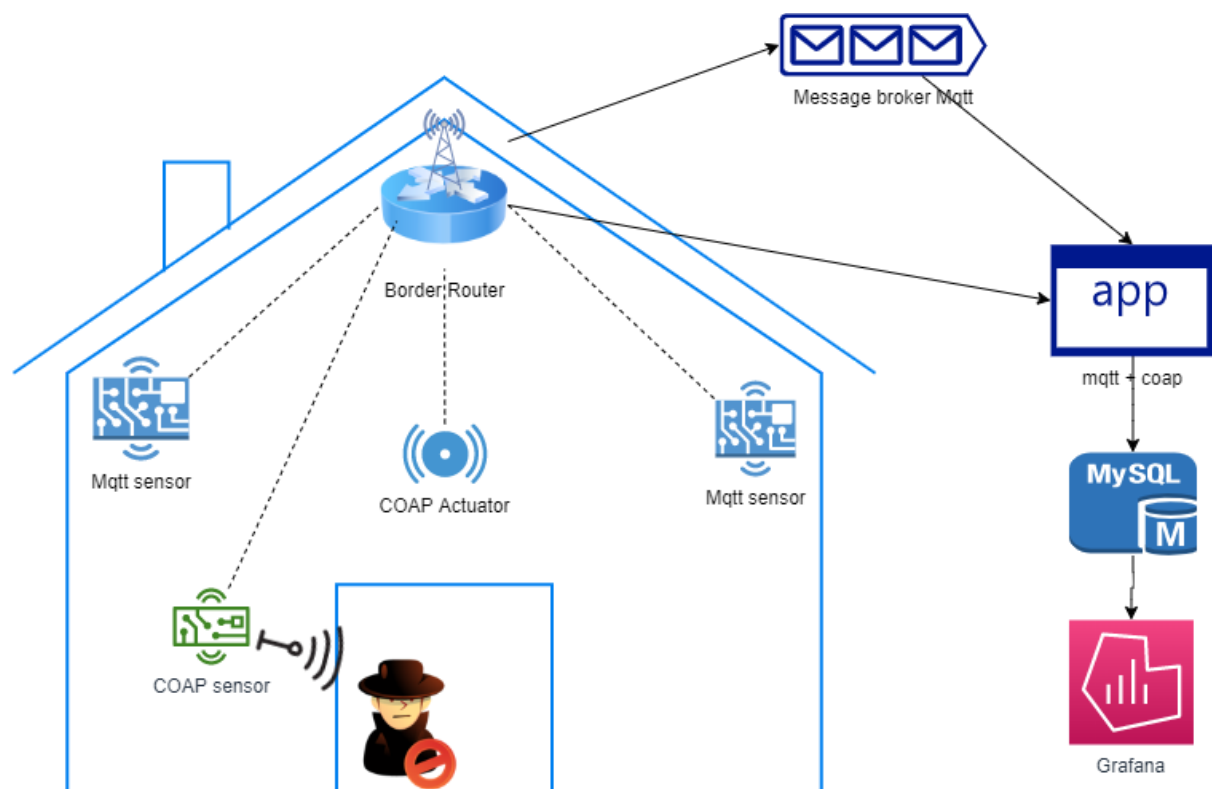 Message broker Mqtt
Border Router
app
mqtt + coap
Mqtt sensor
COAP Actuator
Mqtt sensor
MySQL
M
COAP sensor
Grafana